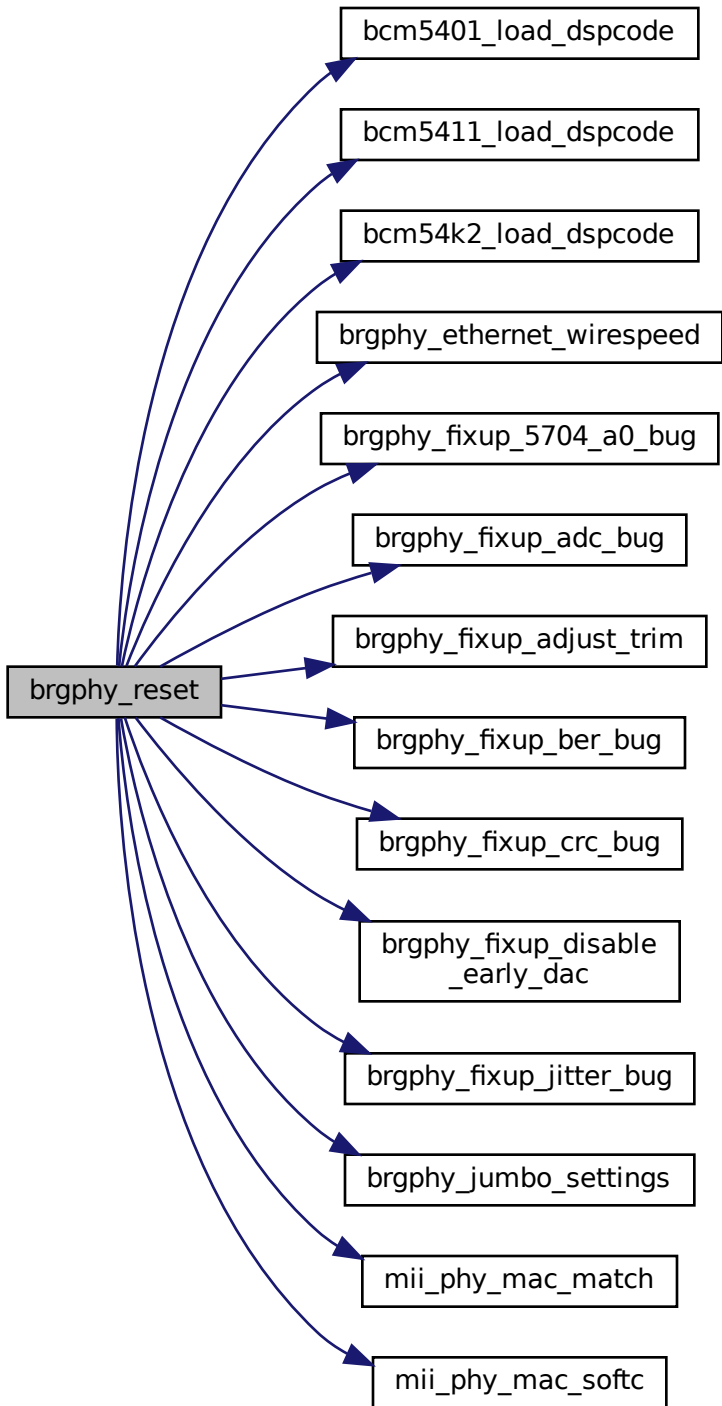 bcm5401_load_dspcode
bcm5411_load_dspcode
bcm54k2_load_dspcode
brgphy_ethernet_wirespeed
brgphy_fixup_5704_a0_bug
brgphy_fixup_adc_bug
brgphy_fixup_adjust_trim
brgphy_reset
brgphy_fixup_ber_bug
brgphy_fixup_crc_bug
brgphy_fixup_disable
_early_dac
brgphy_fixup_jitter_bug
brgphy_jumbo_settings
mii_phy_mac_match
mii_phy_mac_softc